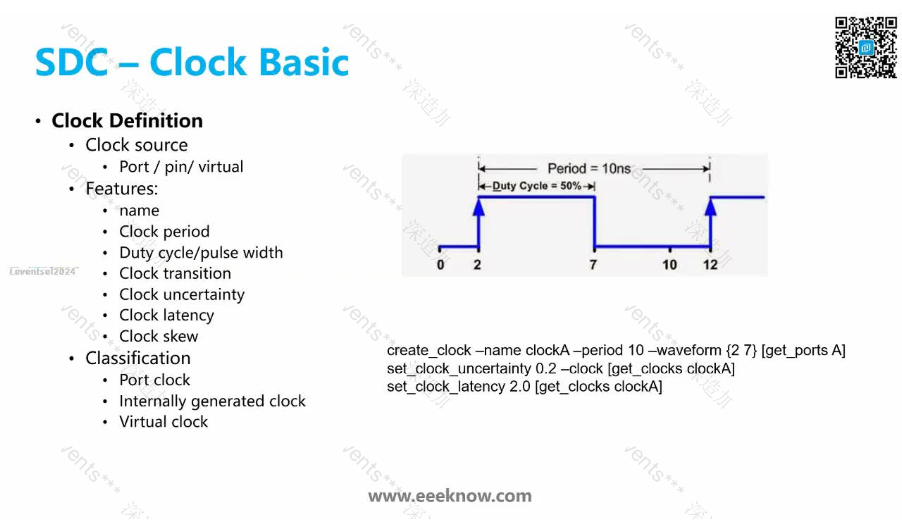 SDC – Clock Basic
• Clock Definition
• Clock source
• Port / pin/ virtual
• Features:
• name
• Clock period
• Duty cycle/pulse width
• Clock transition
• Clock uncertainty
• Clock latency
• Clock skew
• Classification
• Port clock
• Internally generated clock
• Virtual clock
Period = 10ns
Duty Cycle = 50%
0 2 7 10 12
create_clock –name clockA –period 10 –waveform {2 7} [get_ports A]
set_clock_uncertainty 0.2 –clock [get_clocks clockA]
set_clock_latency 2.0 [get_clocks clockA]
www.eeeknow.com